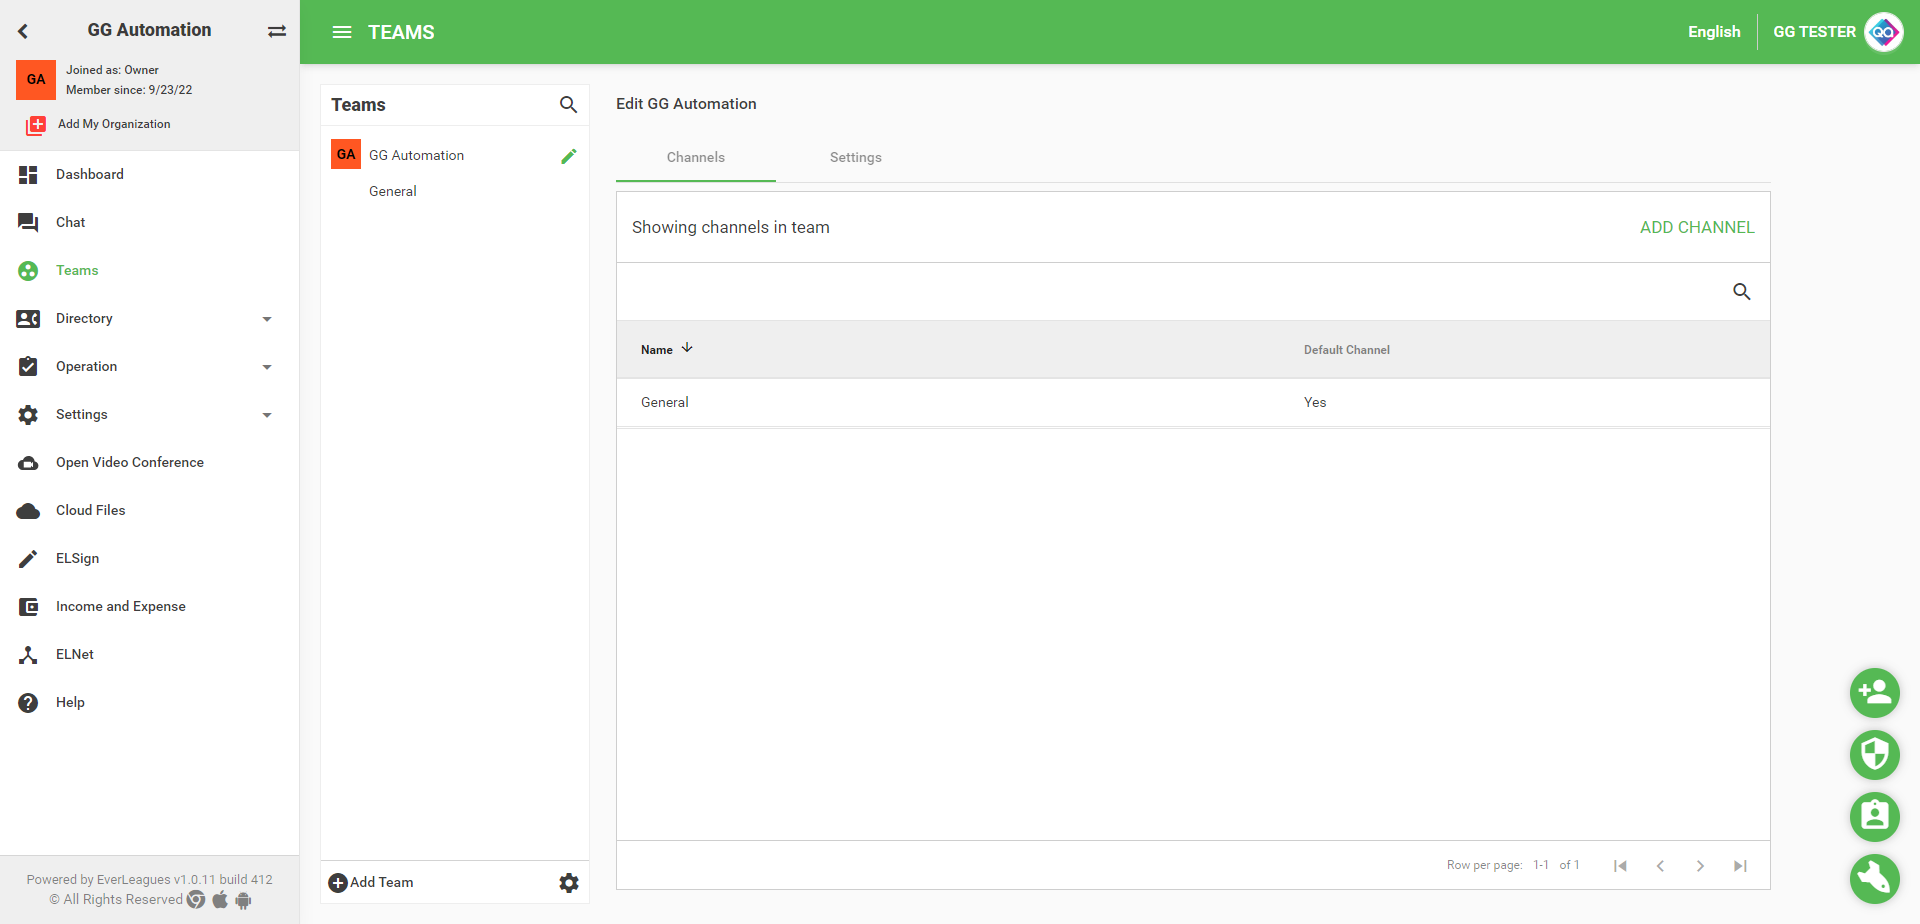 GG Automation
GA
Joined as: Owner
Member since: 9/23/22
Add My Organization
Dashboard
Chat
Teams
Directory
Operation
Settings
Open Video Conference
Cloud Files
ELSign
Income and Expense
ELNet
Help
Powered by EverLeagues v1.0.11 build 412
© All Rights Reserved
TEAMS
English
GG TESTER
QA
Teams
GA GG Automation
General
Add Team
Edit GG Automation
Channels Settings
Showing channels in team ADD CHANNEL
Name Default Channel
General Yes
Row per page: 1-1 of 1